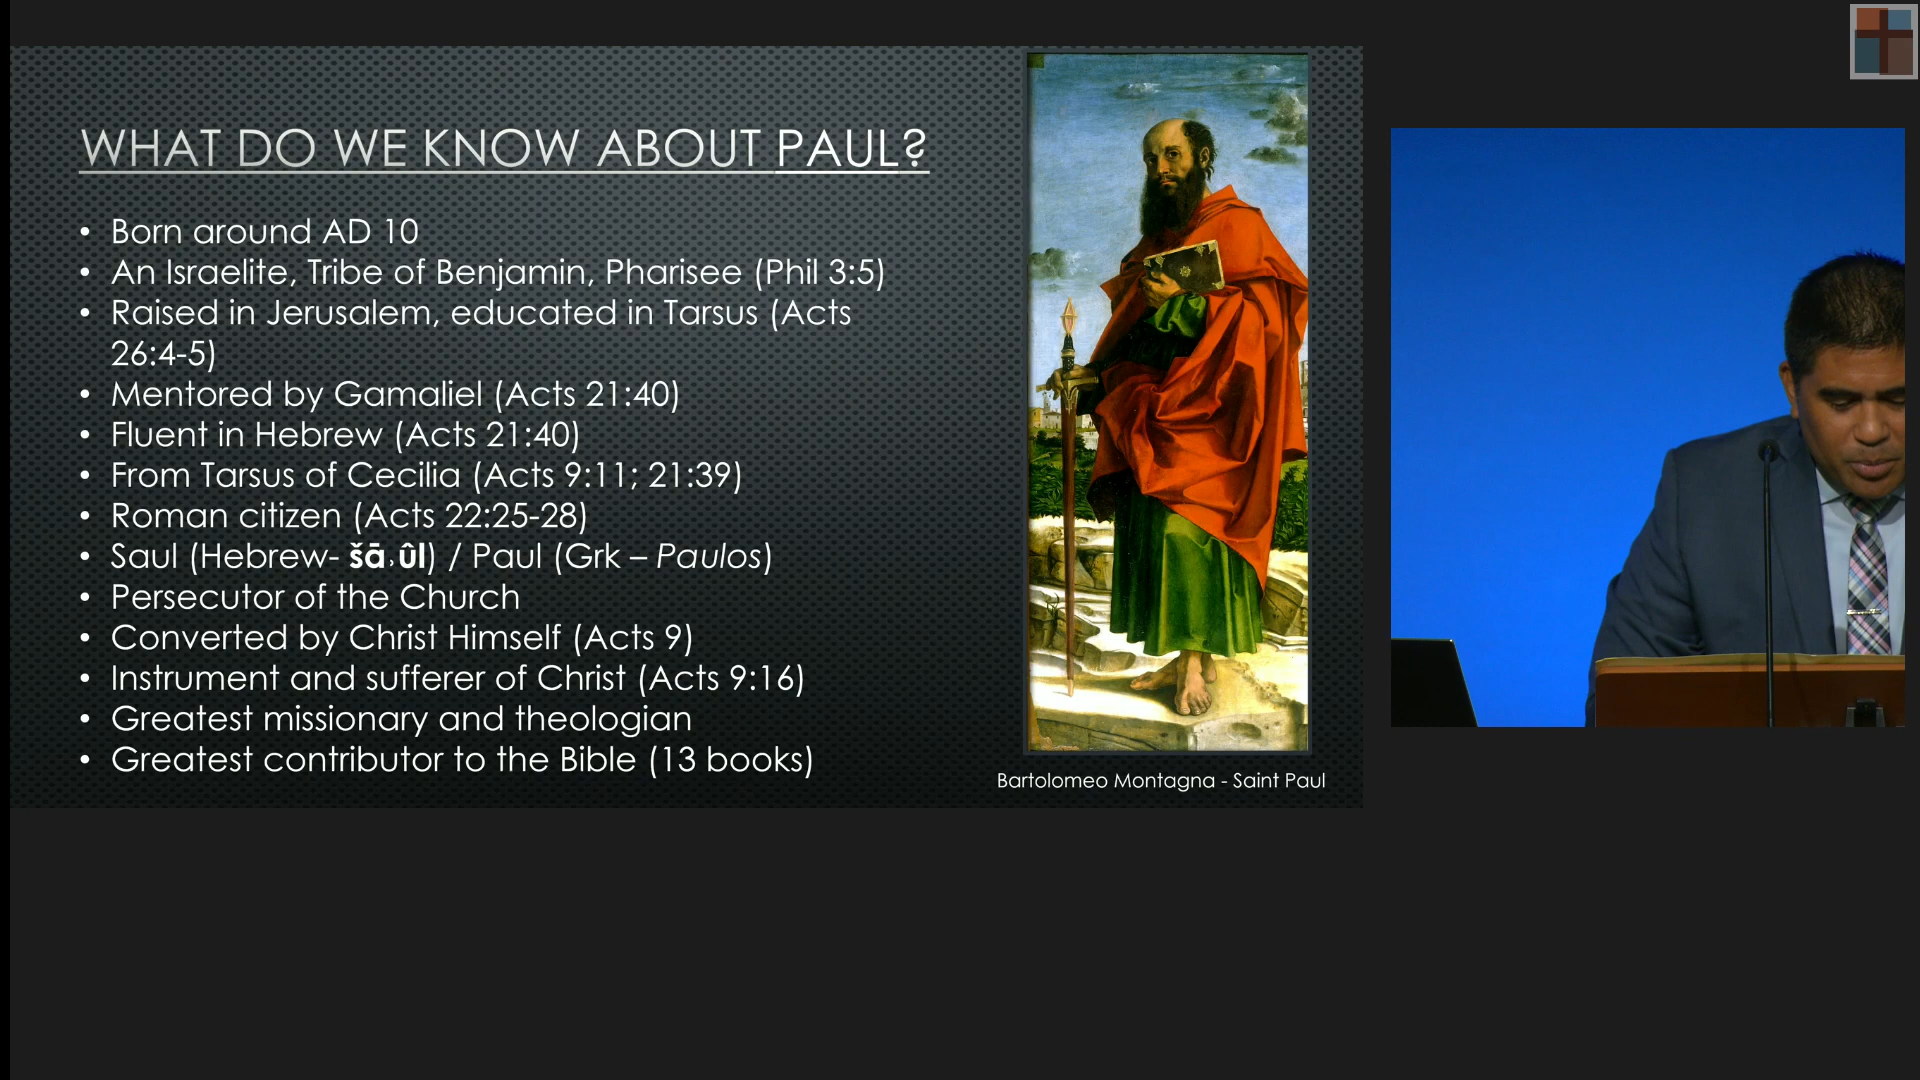 WHAT DO WE KNOW ABOUT PAUL?
• Born around AD 10
• An Israelite, Tribe of Benjamin, Pharisee (Phil 3:5)
• Raised in Jerusalem, educated in Tarsus (Acts
26:4-5)
• Mentored by Gamaliel (Acts 21:40)
• Fluent in Hebrew (Acts 21:40)
• From Tarsus of Cecilia (Acts 9:11; 21:39)
• Roman citizen (Acts 22:25-28)
• Saul (Hebrew- šāʾûl) / Paul (Grk – Paulos)
• Persecutor of the Church
• Converted by Christ Himself (Acts 9)
• Instrument and sufferer of Christ (Acts 9:16)
• Greatest missionary and theologian
• Greatest contributor to the Bible (13 books)
Bartolomeo Montagna - Saint Paul